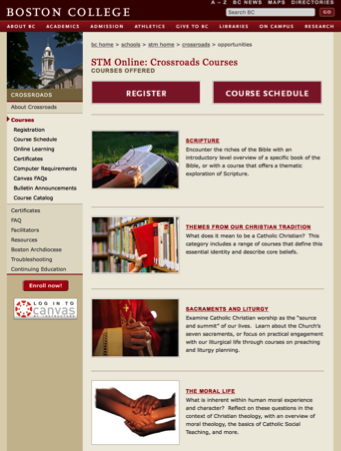 BOSTON COLLEGE
A – Z BC NEWS MAPS DIRECTORIES
Search BC GO
ABOUT BC ACADEMICS ADMISSION ATHLETICS GIVE TO BC LIBRARIES ON CAMPUS RESEARCH
bc home > schools > stm home > crossroads > opportunities
CROSSROADS
About Crossroads
Courses
Registration
Course Schedule
Online Learning
Certificates
Computer Requirements
Canvas FAQs
Bulletin Announcements
Course Catalog
Certificates
FAQ
Facilitators
Resources
Boston Archdiocese
Troubleshooting
Continuing Education
Enroll now!
LOG IN TO
canvas
STM Online: Crossroads Courses
COURSES OFFERED
REGISTER
COURSE SCHEDULE
SCRIPTURE
Encounter the riches of the Bible with an
introductory level overview of a specific book of the
Bible, or with a course that offers a thematic
exploration of Scripture.
THEMES FROM OUR CHRISTIAN TRADITION
What does it mean to be a Catholic Christian? This
category includes a range of courses that define this
essential identity and describe core beliefs.
SACRAMENTS AND LITURGY
Examine Catholic Christian worship as the "source
and summit" of our lives. Learn about the Church's
seven sacraments, or focus on practical engagement
with our liturgical life through courses on preaching
and liturgy planning.
THE MORAL LIFE
What is inherent within human moral experience
and character? Reflect on these questions in the
context of Christian theology, with an overview of
moral theology, the basics of Catholic Social
Teaching, and more.